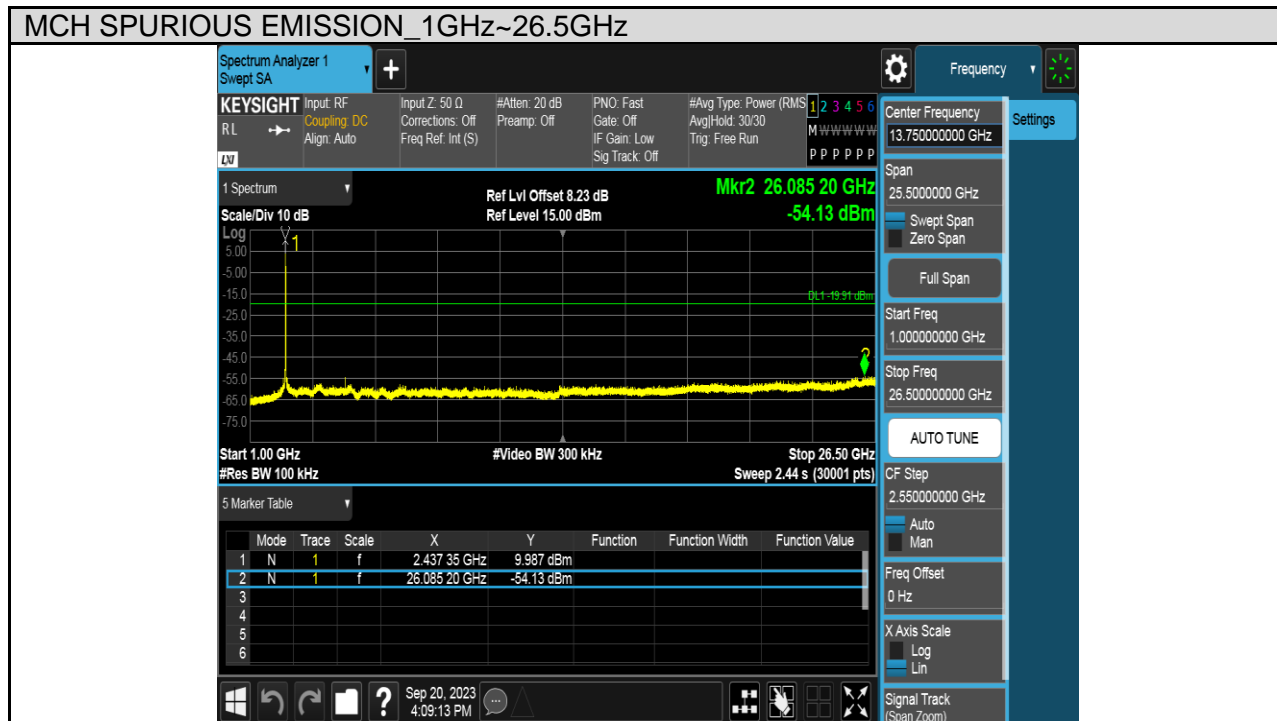 MCH SPURIOUS EMISSION_1GHz~26.5GHz
Spectrum Analyzer 1
Swept SA
+
Frequency
KEYSIGHT
RL
LXI
Input: RF
Coupling: DC
Align: Auto
Input Z: 50 Ω
Corrections: Off
Freq Ref: Int (S)
#Atten: 20 dB
Preamp: Off
PNO: Fast
Gate: Off
IF Gain: Low
Sig Track: Off
#Avg Type: Power (RMS
Avg|Hold: 30/30
Trig: Free Run
1 2 3 4 5 6
M W W W W W
P P P P P P
1 Spectrum
Scale/Div 10 dB
Ref Lvl Offset 8.23 dB
Ref Level 15.00 dBm
Mkr2 26.085 20 GHz
-54.13 dBm
Log
5.00
-5.00
-15.0
-25.0
-35.0
-45.0
-55.0
-65.0
-75.0
1
DL1 -19.91 dBm
2
Start 1.00 GHz
#Video BW 300 kHz
Stop 26.50 GHz
#Res BW 100 kHz
Sweep 2.44 s (30001 pts)
5 Marker Table
Mode Trace Scale X Y Function Function Width Function Value
1 N 1 f 2.437 35 GHz 9.987 dBm
2 N 1 f 26.085 20 GHz -54.13 dBm
3
4
5
6
?
Sep 20, 2023
4:09:13 PM
Center Frequency
13.750000000 GHz
Settings
Span
25.5000000 GHz
Swept Span
Zero Span
Full Span
Start Freq
1.000000000 GHz
Stop Freq
26.500000000 GHz
AUTO TUNE
CF Step
2.550000000 GHz
Auto
Man
Freq Offset
0 Hz
X Axis Scale
Log
Lin
Signal Track
(Span Zoom)